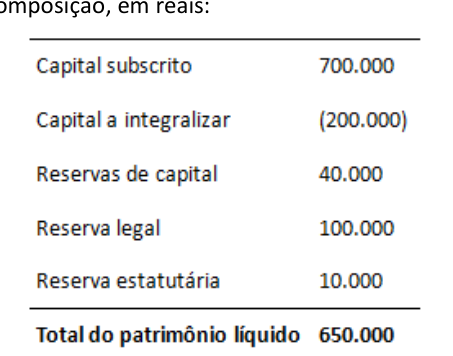 omposição, em reais:
Capital subscrito 700.000
Capital a integralizar (200.000)
Reservas de capital 40.000
Reserva legal 100.000
Reserva estatutária 10.000
Total do patrimônio líquido 650.000